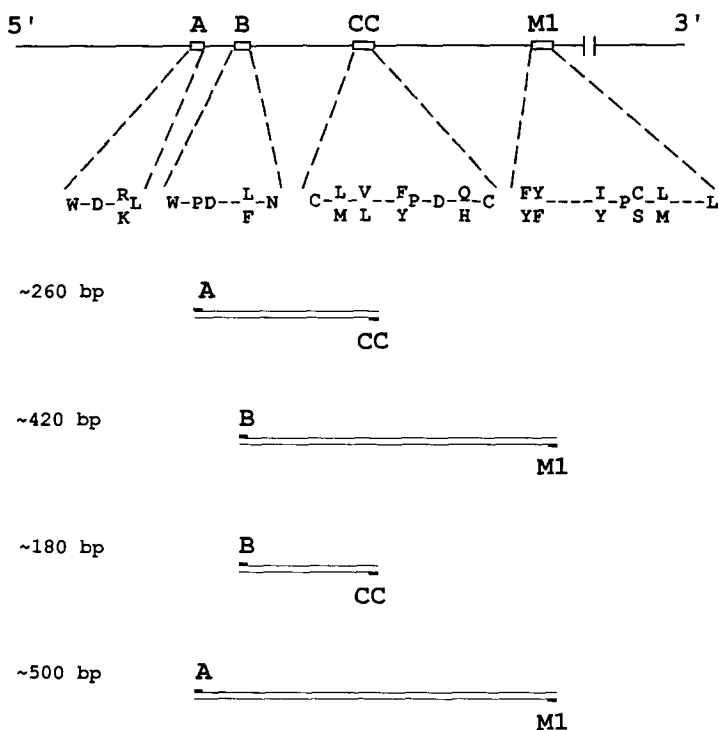 5' A B CC M1 3'
R L L V F Q FY I C L
W-D--L W-PD---N C-----P-D--C ------P----L
K F M L Y H YF Y S M
~260 bp A
CC
~420 bp B
M1
~180 bp B
CC
~500 bp A
M1